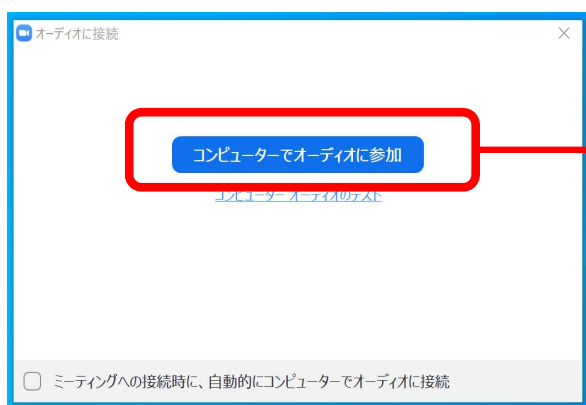 オーディオに接続
コンピューターでオーディオに参加
コンピューター オーディオのテスト
ミーティングへの接続時に、自動的にコンピューターでオーディオに接続